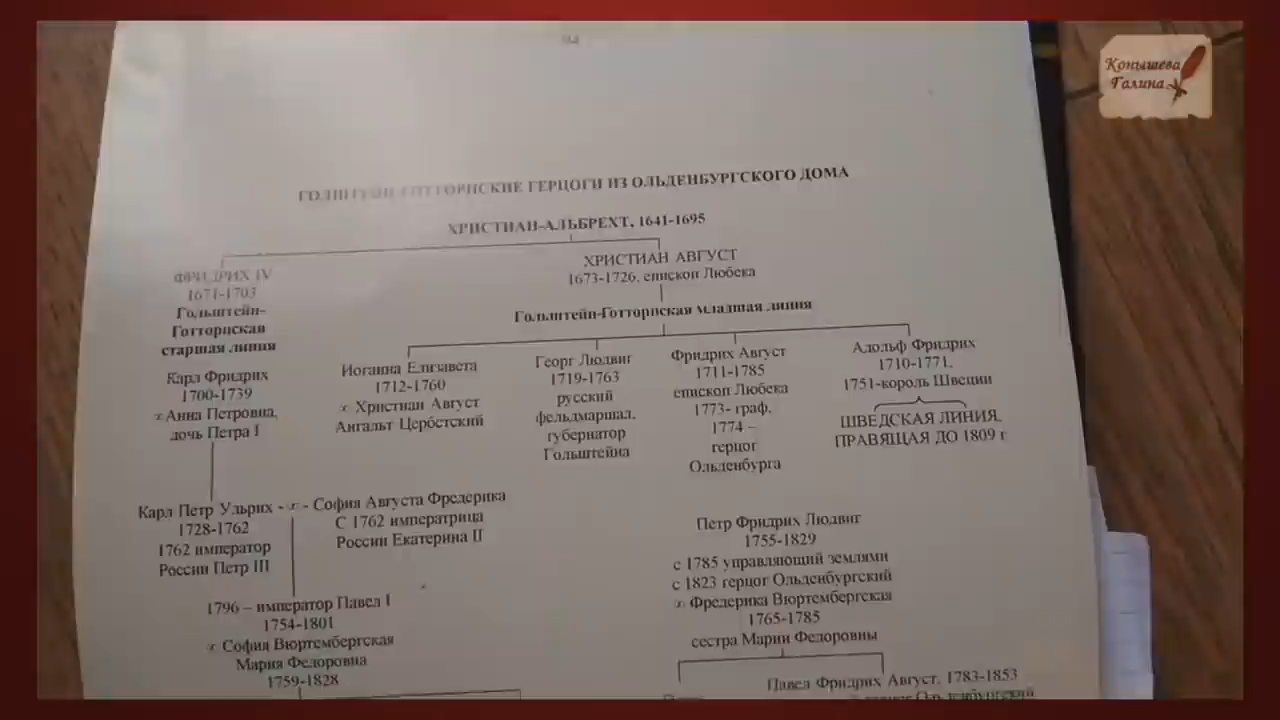 94
Конышева
Галина
ГОЛШТЕЙН-ГОТТОРПСКИЕ ГЕРЦОГИ ИЗ ОЛЬДЕНБУРГСКОГО ДОМА
ХРИСТИАН-АЛЬБРЕХТ, 1641-1695
ФРИДРИХ IV
1671-1703
Гольштейн-
Готторпская
старшая линия
ХРИСТИАН АВГУСТ
1673-1726, епископ Любека
Гольштейн-Готторпская младшая линия
Карл Фридрих
1700-1739
∞ Анна Петровна,
дочь Петра I
Иоганна Елизавета
1712-1760
∞ Христиан Август
Ангальт Цербстский
Георг Людвиг
1719-1763
русский
фельдмаршал,
губернатор
Гольштейна
Фридрих Август
1711-1785
епископ Любека
1773- граф,
1774 –
герцог
Ольденбурга
Адольф Фридрих
1710-1771,
1751-король Швеции
ШВЕДСКАЯ ЛИНИЯ,
ПРАВЯЩАЯ ДО 1809 г
Карл Петр Ульрих - ∞ - София Августа Фредерика
1728-1762
1762 император
России Петр III
С 1762 императрица
России Екатерина II
1796 – император Павел I
1754-1801
∞ София Вюртембергская
Мария Федоровна
1759-1828
Петр Фридрих Людвиг
1755-1829
с 1785 управляющий землями
с 1823 герцог Ольденбургский
∞ Фредерика Вюртембергская
1765-1785
сестра Марии Федоровны
Павел Фридрих Август, 1783-1853